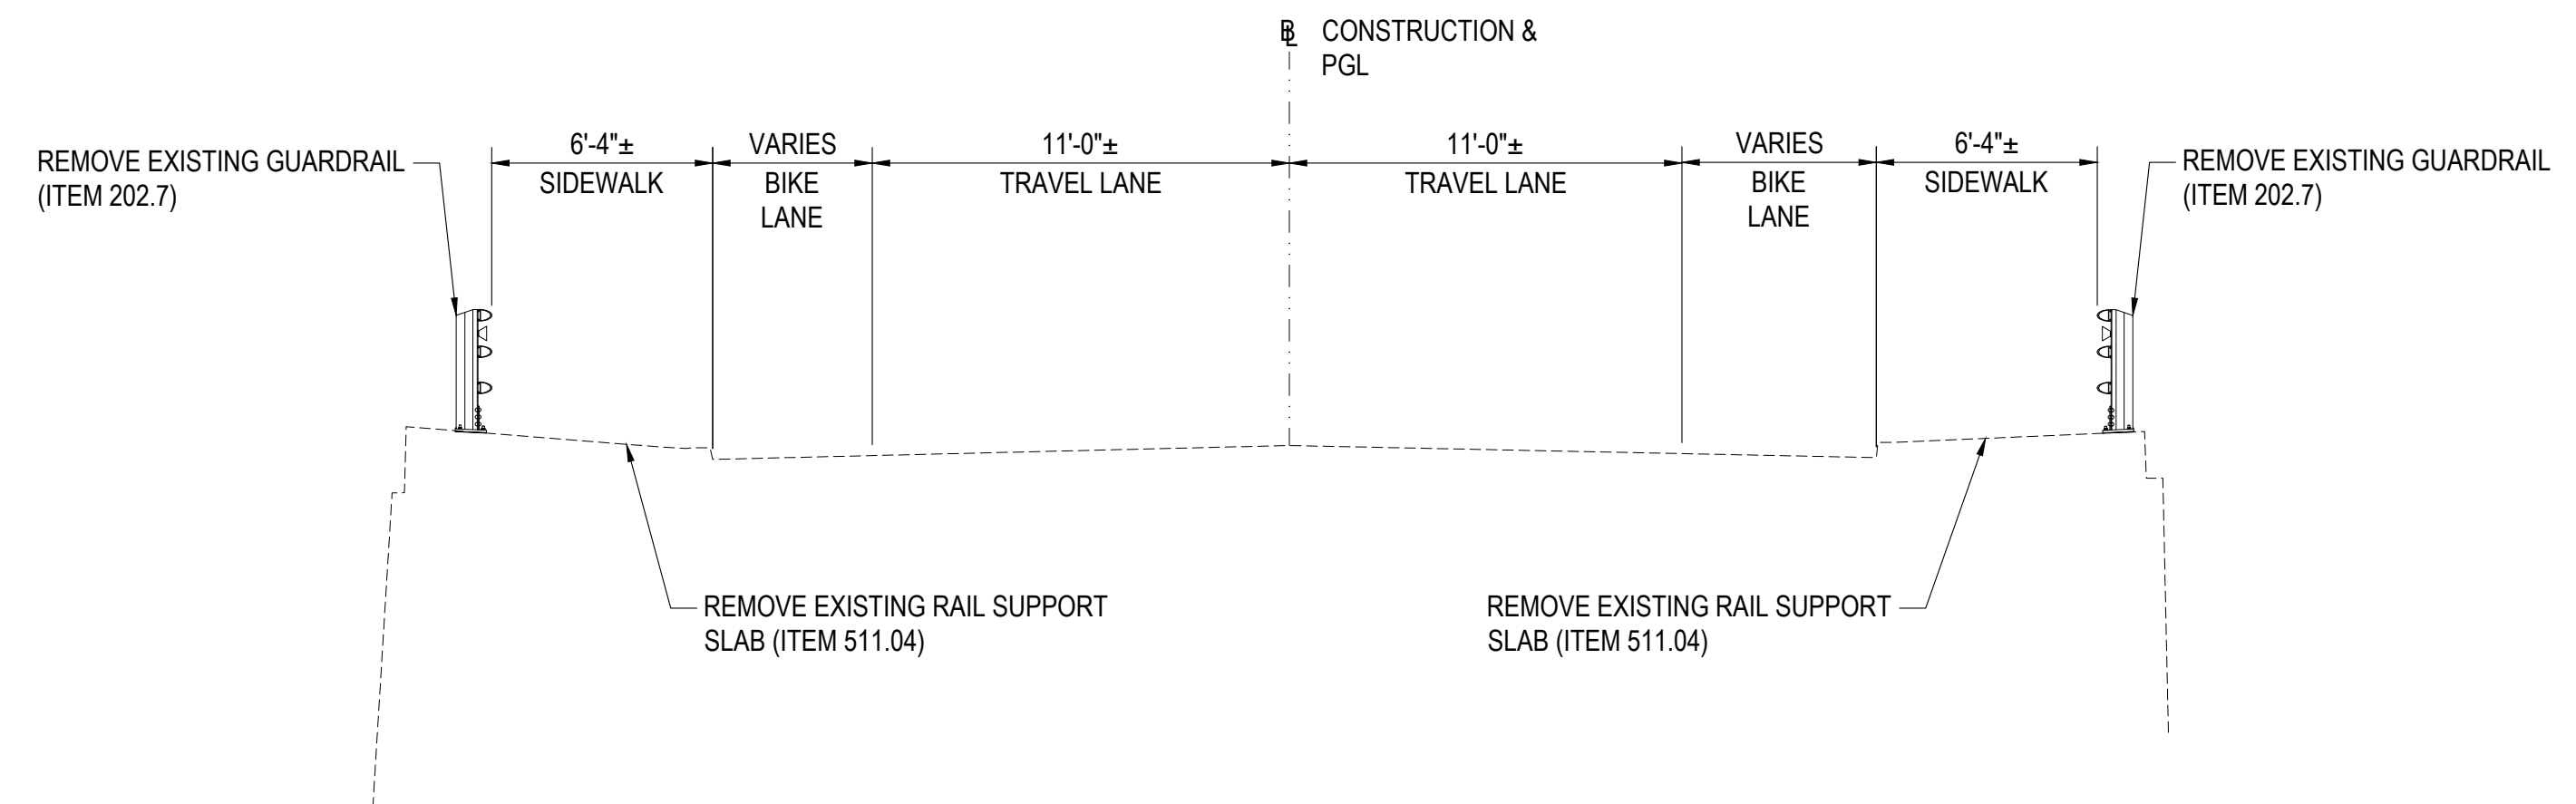 ℄ CONSTRUCTION &
PGL
6'-4"±
VARIES
11'-0"±
11'-0"±
VARIES
6'-4"±
REMOVE EXISTING GUARDRAIL
(ITEM 202.7)
SIDEWALK
BIKE
LANE
TRAVEL LANE
TRAVEL LANE
BIKE
LANE
SIDEWALK
REMOVE EXISTING GUARDRAIL
(ITEM 202.7)
REMOVE EXISTING RAIL SUPPORT
SLAB (ITEM 511.04)
REMOVE EXISTING RAIL SUPPORT
SLAB (ITEM 511.04)